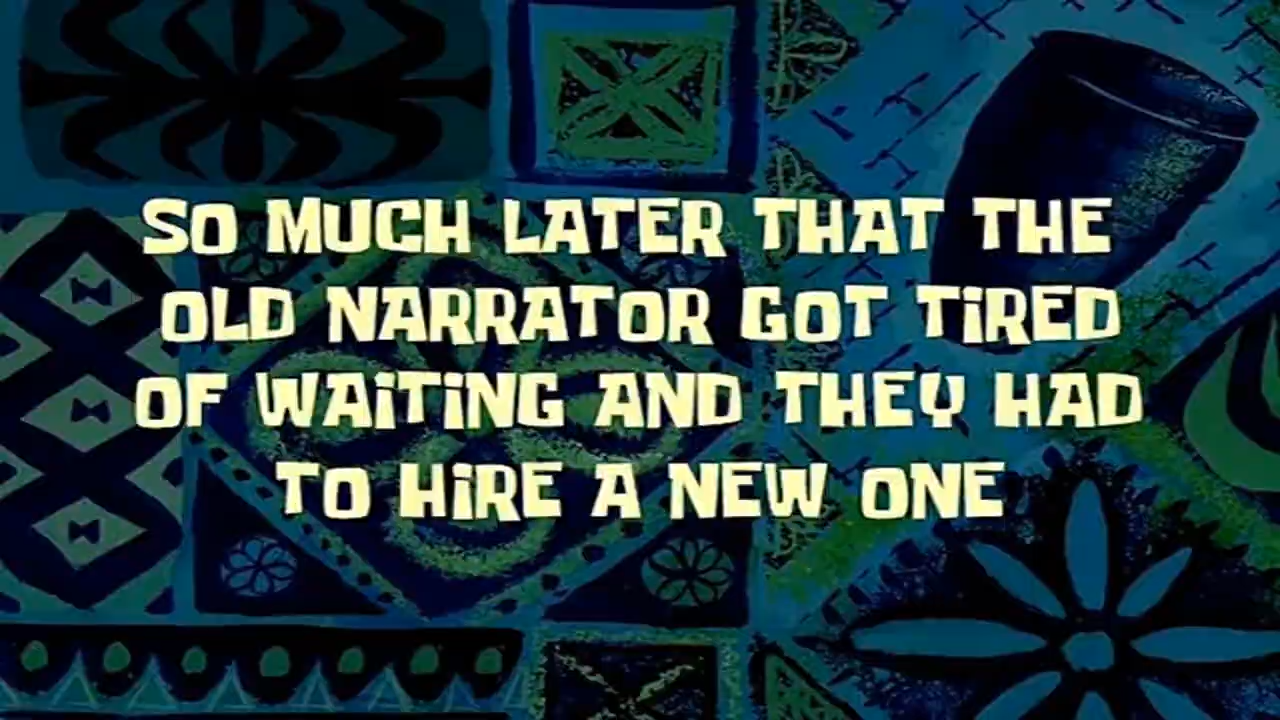 SO MUCH LATER THAT THE
OLD NARRATOR GOT TiRED
OF WAiTiNG AND THEY HAD
TO HiRE A NEW ONE